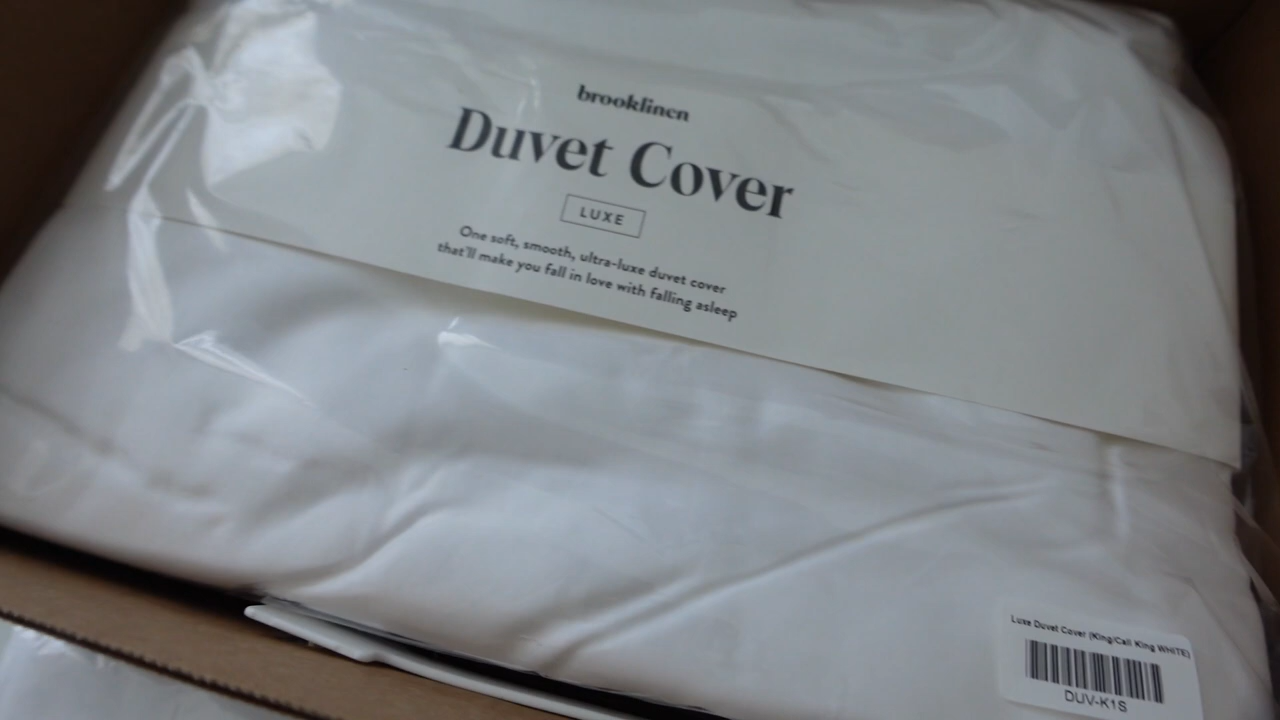 brooklinen
Duvet Cover
LUXE
One soft, smooth, ultra-luxe duvet cover
that'll make you fall in love with falling asleep
Luxe Duvet Cover (King/Cali King WHITE)
DUV-K1S